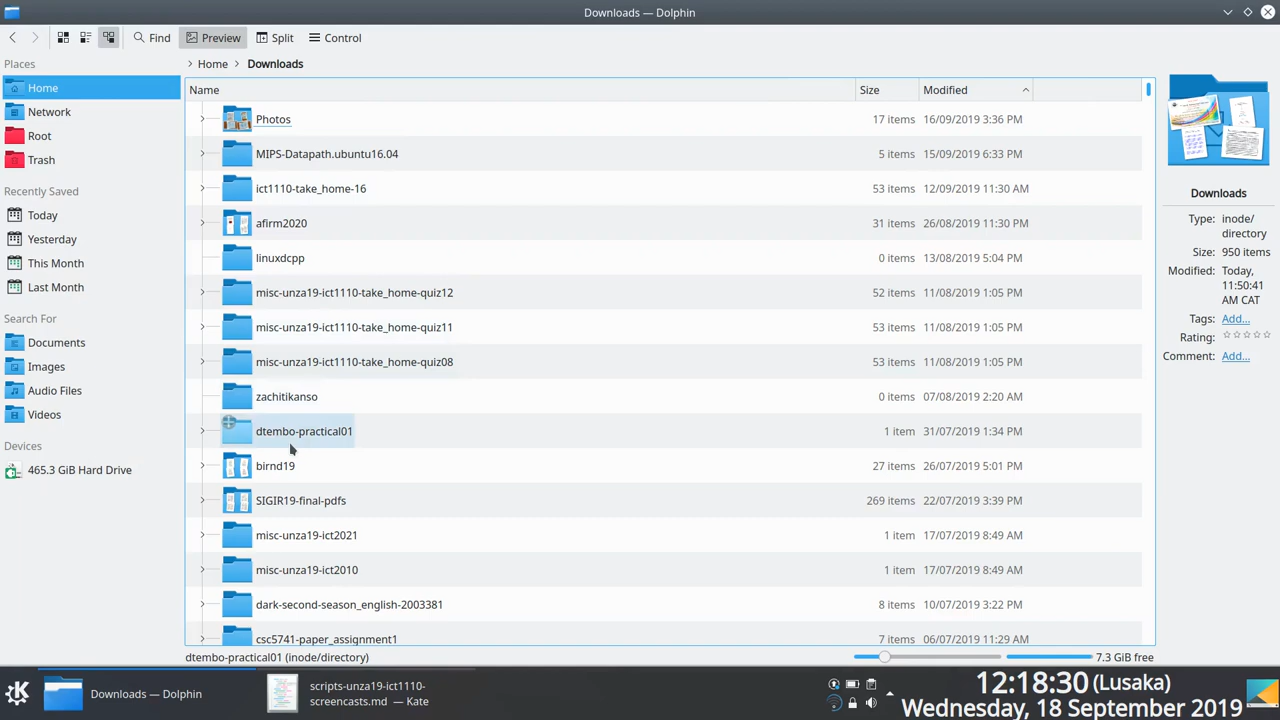 Downloads — Dolphin
Find
Preview
Split
Control
Places
Home
Network
Root
Trash
Recently Saved
Today
Yesterday
This Month
Last Month
Search For
Documents
Images
Audio Files
Videos
Devices
465.3 GiB Hard Drive
Home > Downloads
Name Size Modified
Photos 17 items 16/09/2019 3:36 PM
MIPS-Datapath.ubuntu16.04 5 items 15/09/2019 6:33 PM
ict1110-take_home-16 53 items 12/09/2019 11:30 AM
afirm2020 31 items 26/08/2019 11:30 PM
linuxdcpp 0 items 13/08/2019 5:04 PM
misc-unza19-ict1110-take_home-quiz12 52 items 11/08/2019 1:05 PM
misc-unza19-ict1110-take_home-quiz11 53 items 11/08/2019 1:05 PM
misc-unza19-ict1110-take_home-quiz08 53 items 11/08/2019 1:05 PM
zachitikanso 0 items 07/08/2019 2:20 AM
dtembo-practical01 1 item 31/07/2019 1:34 PM
birnd19 27 items 26/07/2019 5:01 PM
SIGIR19-final-pdfs 269 items 22/07/2019 3:39 PM
misc-unza19-ict2021 1 item 17/07/2019 8:49 AM
misc-unza19-ict2010 1 item 17/07/2019 8:49 AM
dark-second-season_english-2003381 8 items 10/07/2019 3:22 PM
csc5741-paper_assignment1 7 items 06/07/2019 11:29 AM
dtembo-practical01 (inode/directory)
7.3 GiB free
Downloads
Type: inode/
directory
Size: 950 items
Modified: Today,
11:50:41
AM CAT
Tags: Add...
Rating:
Comment: Add...
Downloads — Dolphin
scripts-unza19-ict1110-
screencasts.md — Kate
12:18:30 (Lusaka)
Wednesday, 18 September 2019